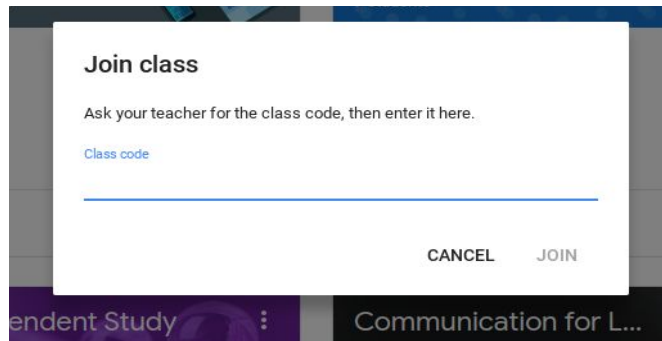 Join class
Ask your teacher for the class code, then enter it here.
Class code
CANCEL JOIN
endent Study
Communication for L...